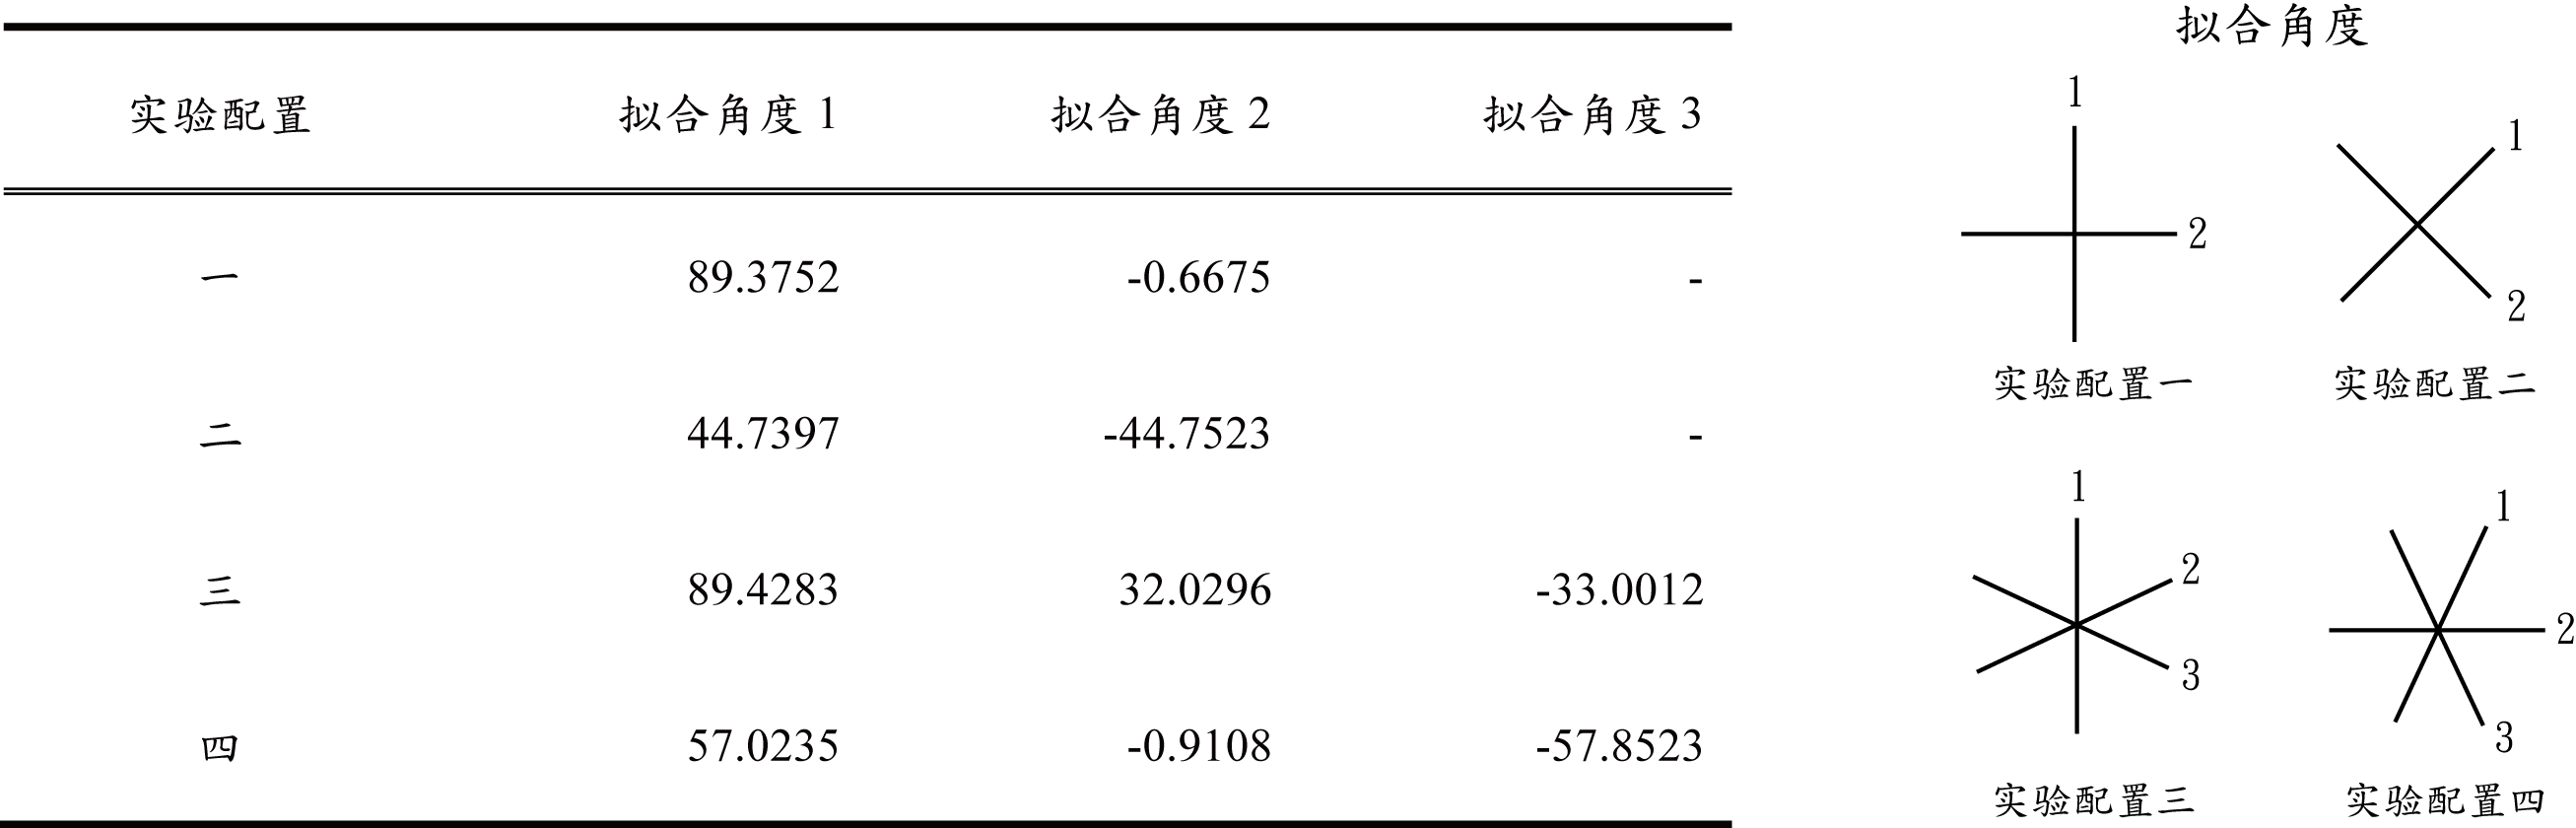 实验配置 拟合角度 1 拟合角度 2 拟合角度 3
一 89.3752 -0.6675 -
二 44.7397 -44.7523 -
三 89.4283 32.0296 -33.0012
四 57.0235 -0.9108 -57.8523
拟合角度
1
2
实验配置一
1
2
实验配置二
1
2
3
实验配置三
1
2
3
实验配置四